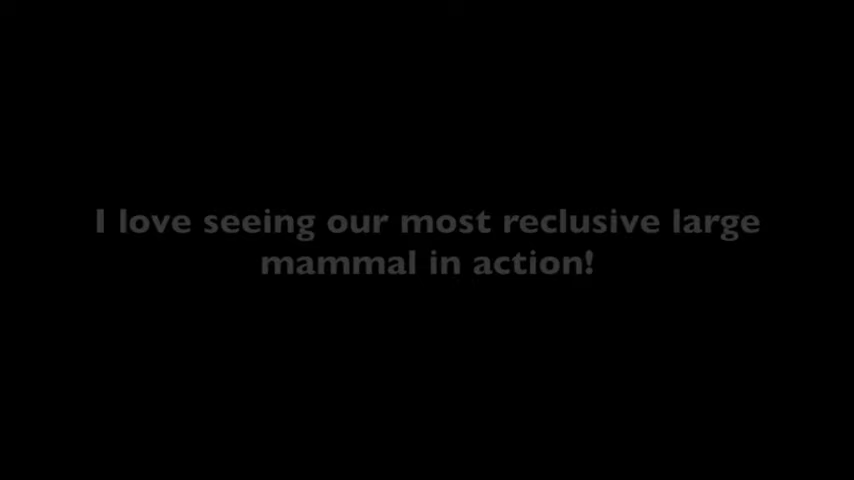 I love seeing our most reclusive large
mammal in action!